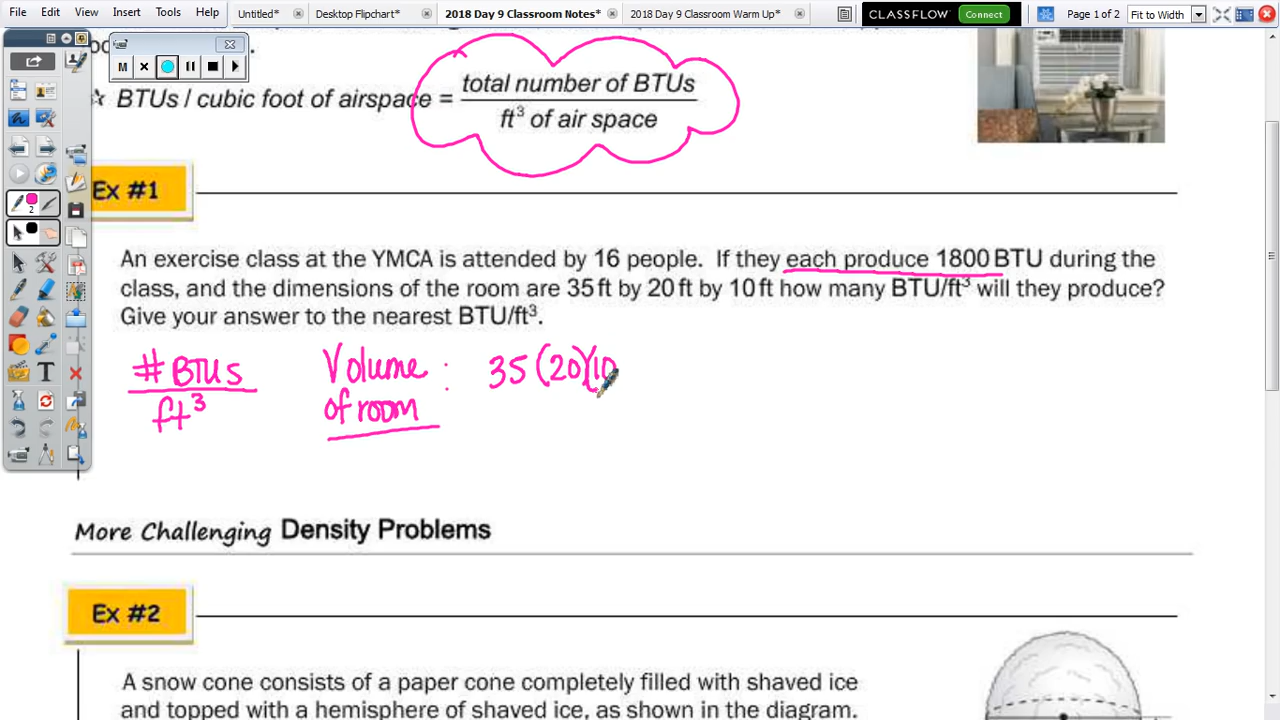 File Edit View Insert Tools Help Untitled* Desktop Flipchart* 2018 Day 9 Classroom Notes* 2018 Day 9 Classroom Warm Up* CLASSFLOW Connect Page 1 of 2 Fit to Width
M
2
T
☆ BTUs / cubic foot of airspace = total number of BTUs
ft³ of air space
Ex #1
An exercise class at the YMCA is attended by 16 people. If they each produce 1800 BTU during the
class, and the dimensions of the room are 35 ft by 20 ft by 10 ft how many BTU/ft³ will they produce?
Give your answer to the nearest BTU/ft³.
# BTUs
ft³
Volume : 35 (20)(10
of room
More Challenging Density Problems
Ex #2
A snow cone consists of a paper cone completely filled with shaved ice
and topped with a hemisphere of shaved ice, as shown in the diagram.